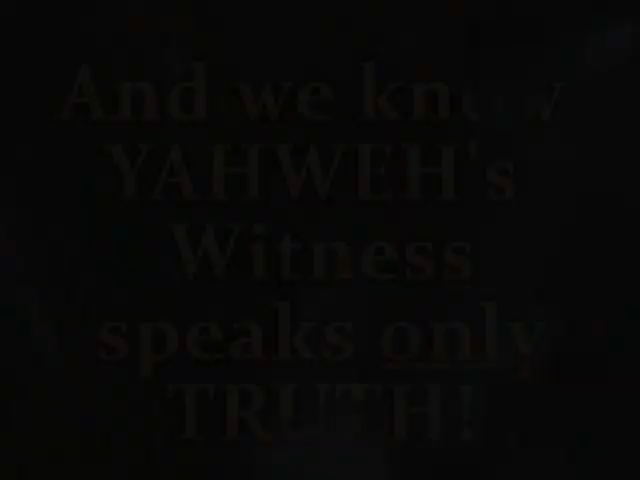 And we know
YAHWEH's
Witness
speaks only
TRUTH!